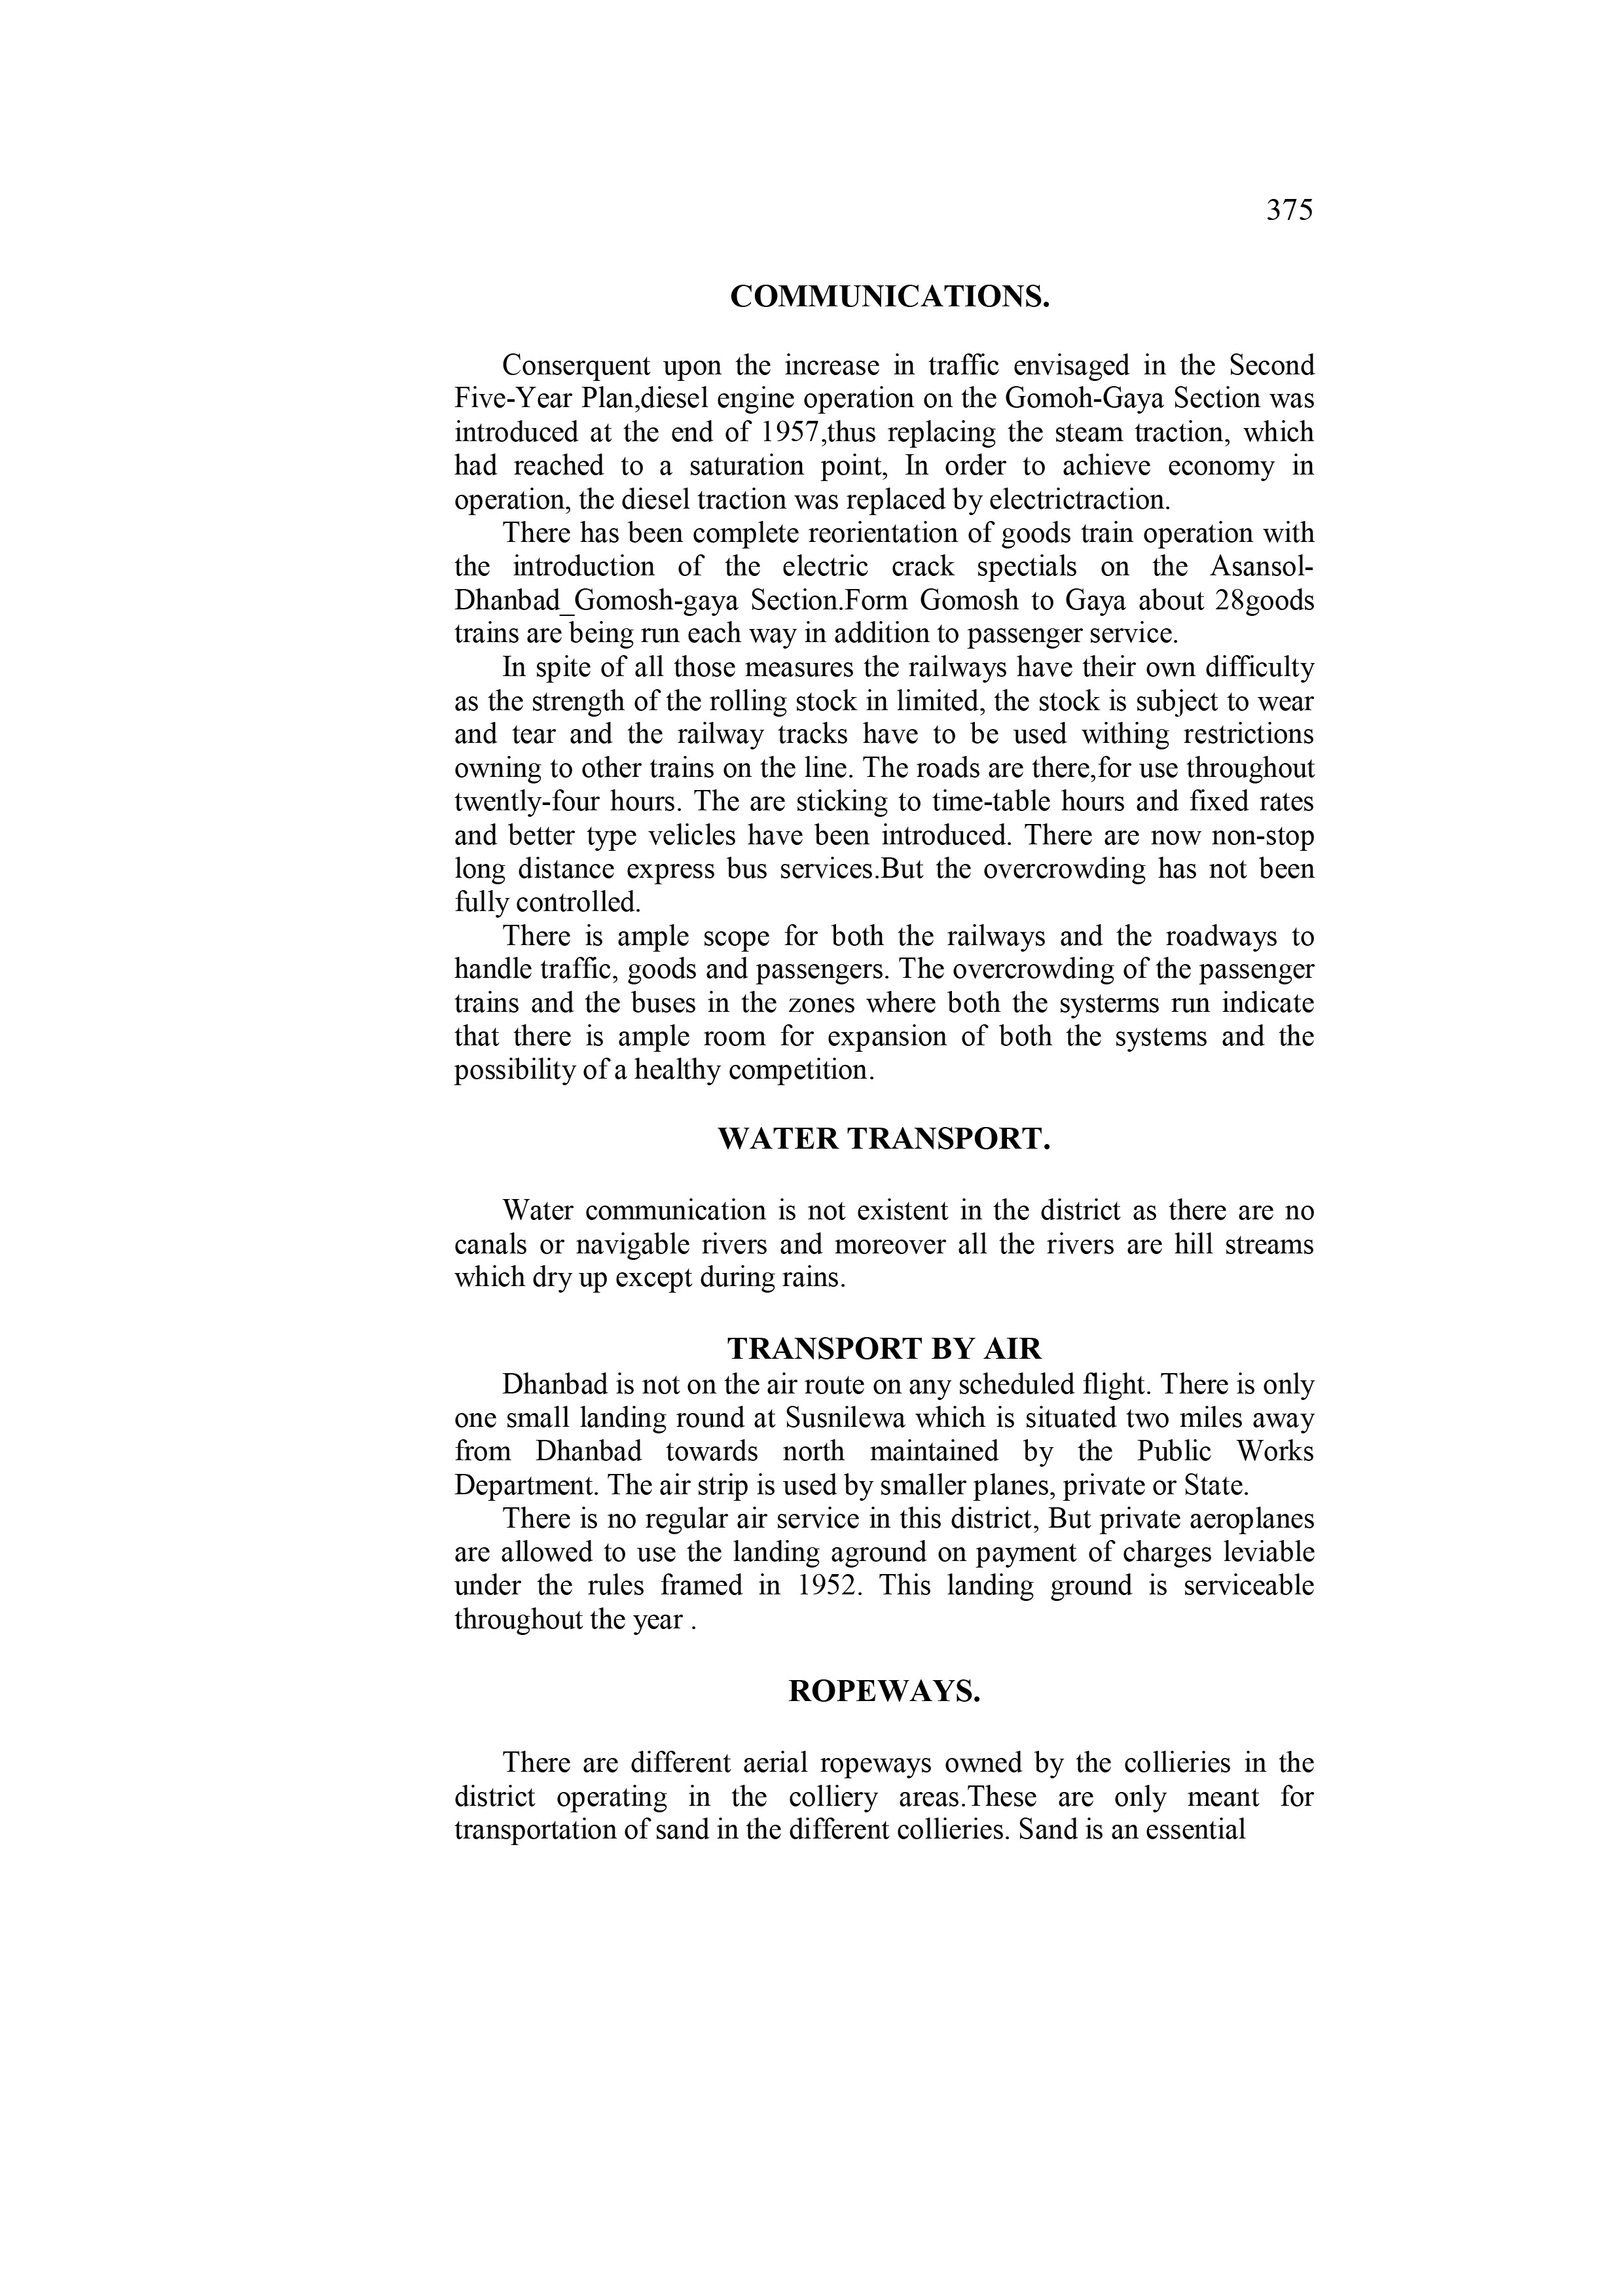 375
COMMUNICATIONS.
Conserquent upon the increase in traffic envisaged in the Second
Five-Year Plan,diesel engine operation on the Gomoh-Gaya Section was
introduced at the end of 1957,thus replacing the steam traction, which
had reached to a saturation point, In order to achieve economy in
operation, the diesel traction was replaced by electrictraction.
There has been complete reorientation of goods train operation with
the introduction of the electric crack spectials on the Asansol-
Dhanbad_Gomosh-gaya Section.Form Gomosh to Gaya about 28goods
trains are being run each way in addition to passenger service.
In spite of all those measures the railways have their own difficulty
as the strength of the rolling stock in limited, the stock is subject to wear
and tear and the railway tracks have to be used withing restrictions
owning to other trains on the line. The roads are there,for use throughout
twently-four hours. The are sticking to time-table hours and fixed rates
and better type velicles have been introduced. There are now non-stop
long distance express bus services.But the overcrowding has not been
fully controlled.
There is ample scope for both the railways and the roadways to
handle traffic, goods and passengers. The overcrowding of the passenger
trains and the buses in the zones where both the systerms run indicate
that there is ample room for expansion of both the systems and the
possibility of a healthy competition.
WATER TRANSPORT.
Water communication is not existent in the district as there are no
canals or navigable rivers and moreover all the rivers are hill streams
which dry up except during rains.
TRANSPORT BY AIR
Dhanbad is not on the air route on any scheduled flight. There is only
one small landing round at Susnilewa which is situated two miles away
from Dhanbad towards north maintained by the Public Works
Department. The air strip is used by smaller planes, private or State.
There is no regular air service in this district, But private aeroplanes
are allowed to use the landing aground on payment of charges leviable
under the rules framed in 1952. This landing ground is serviceable
throughout the year .
ROPEWAYS.
There are different aerial ropeways owned by the collieries in the
district operating in the colliery areas.These are only meant for
transportation of sand in the different collieries. Sand is an essential